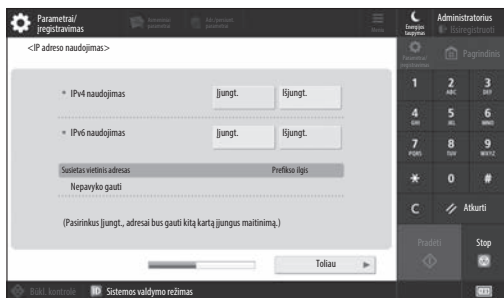 Parametrai/
įregistravimas
Meniu
Energijos
taupymas
Administratorius
Išsiregistruoti
<IP adreso naudojimas>
Pagrindinis
IPv4 naudojimas
Įjungt.
Išjungt.
IPv6 naudojimas
Įjungt.
Išjungt.
Susietas vietinis adresas
Prefikso ilgis
Nepavyko gauti
(Pasirinkus Įjungt., adresai bus gauti kitą kartą įjungus maitinimą.)
Toliau
1
2
ABC
3
DEF
4
GHI
5
JKL
6
MNO
7
PQRS
8
TUV
9
WXYZ
*
0
#
C
Atkurti
Pradėti
Stop
Būkl. kontrolė
ID
Sistemos valdymo režimas